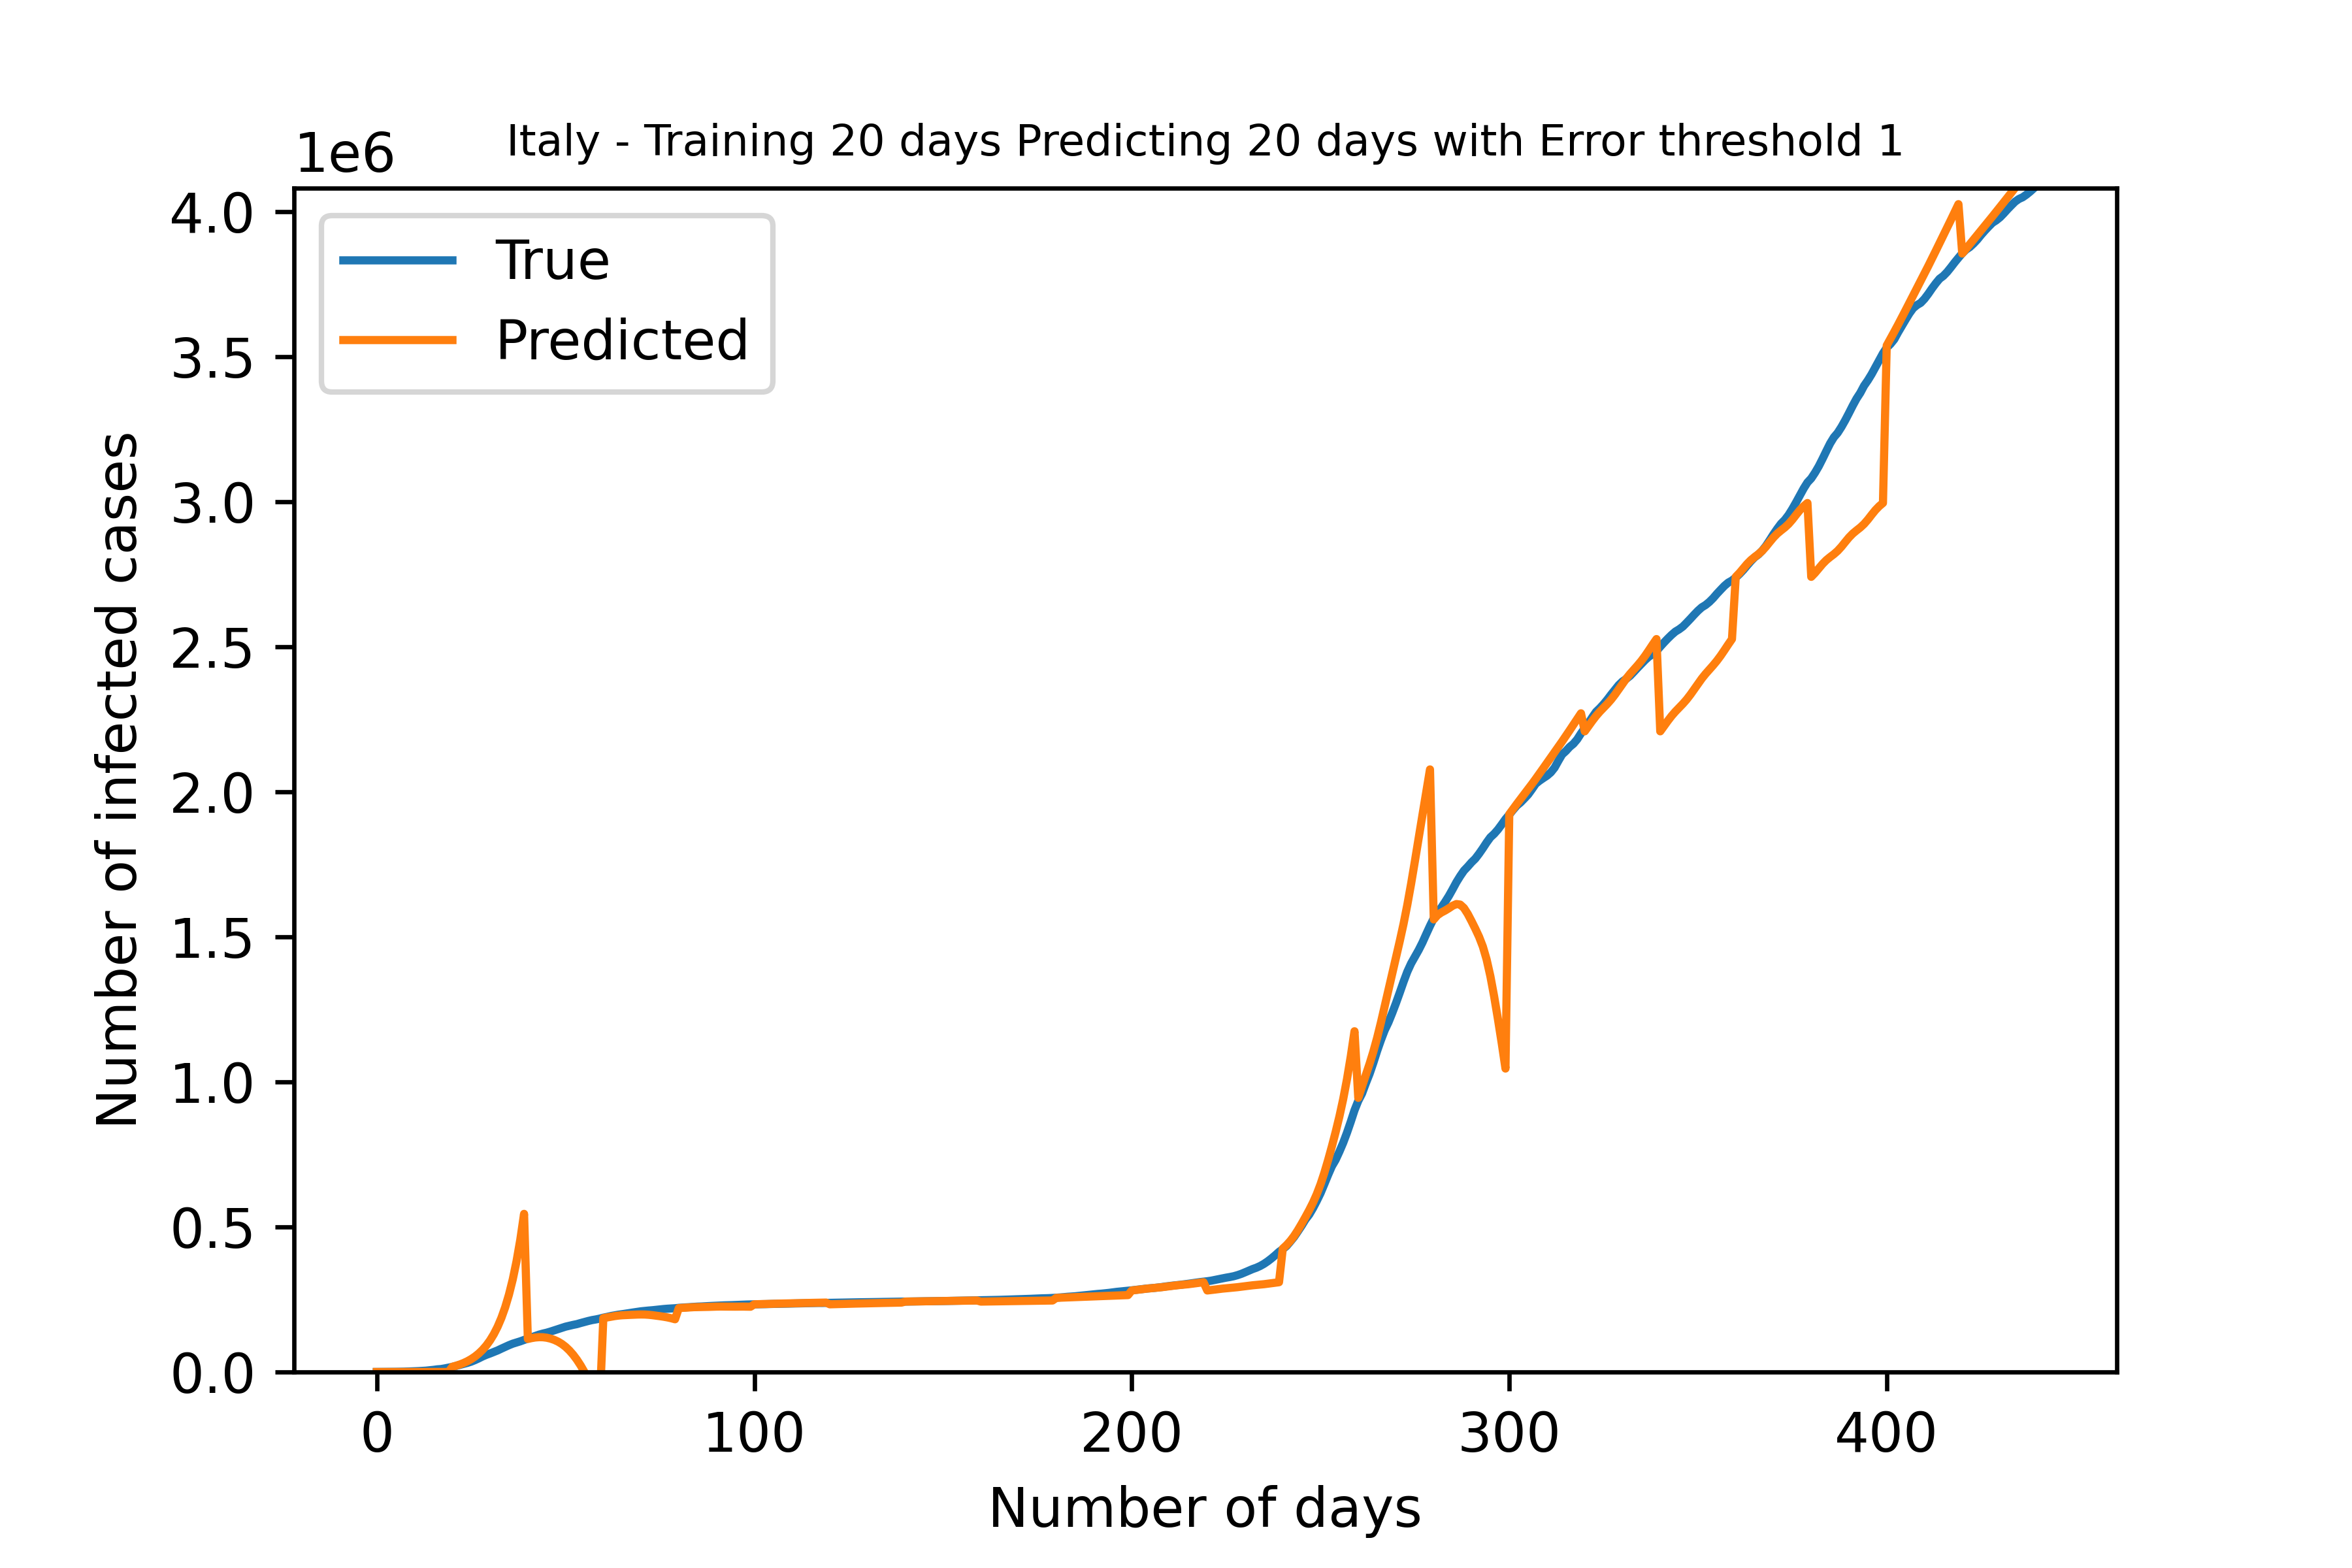 Italy - Training 20 days Predicting 20 days with Error threshold 1
1e6
True
Predicted
4.0
3.5
3.0
2.5
2.0
1.5
1.0
0.5
0.0
Number of infected cases
0 100 200 300 400
Number of days